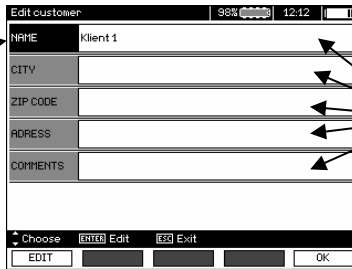 Edit customer 98% 12:12
NAME Klient 1
CITY
ZIP CODE
ADRESS
COMMENTS
Choose ENTER Edit ESC Exit
EDIT OK